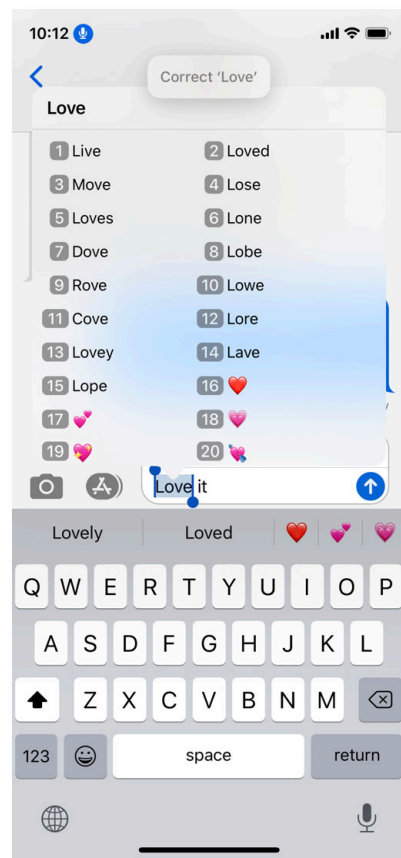 10:12
Correct 'Love'
Love
1 Live
2 Loved
3 Move
4 Lose
5 Loves
6 Lone
7 Dove
8 Lobe
9 Rove
10 Lowe
11 Cove
12 Lore
13 Lovey
14 Lave
15 Lope
16 ❤️
17 💕
18 💗
19 💖
20 💘
Love it
Lovely Loved ❤️ 💕 💗
Q W E R T Y U I O P
A S D F G H J K L
Z X C V B N M
123 space return